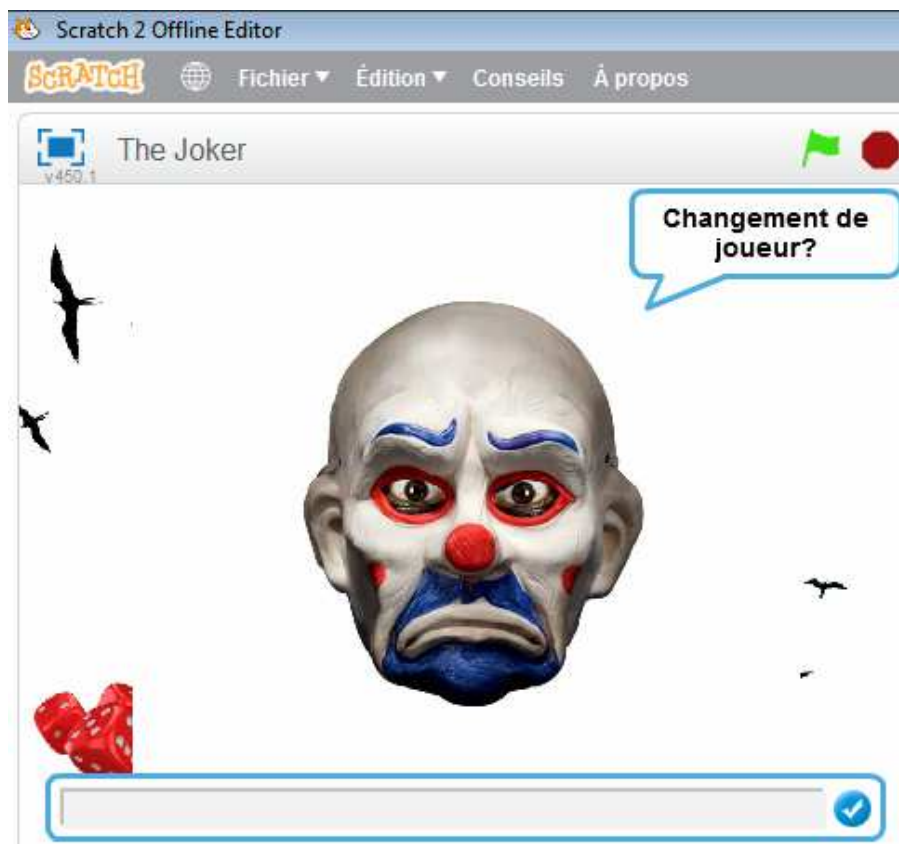 Scratch 2 Offline Editor
SCRATCH Fichier Édition Conseils À propos
The Joker
v450.1
Changement de
joueur?